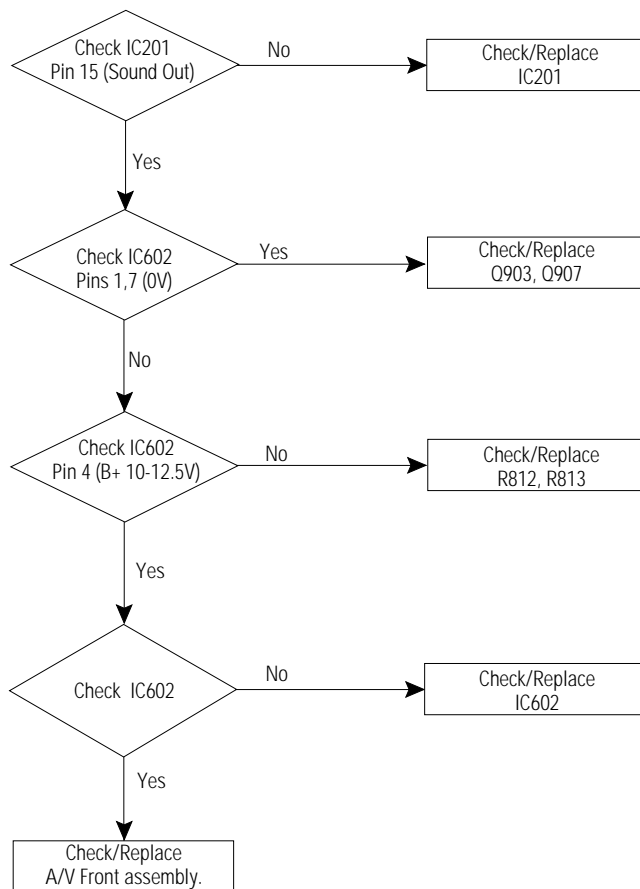 Check IC201
Pin 15 (Sound Out)
No
Check/Replace
IC201
Yes
Check IC602
Pins 1,7 (0V)
Yes
Check/Replace
Q903, Q907
No
Check IC602
Pin 4 (B+ 10-12.5V)
No
Check/Replace
R812, R813
Yes
Check IC602
No
Check/Replace
IC602
Yes
Check/Replace
A/V Front assembly.